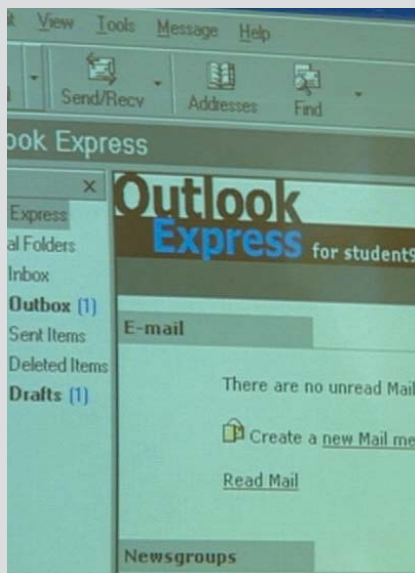 View Tools Message Help
Send/Recv Addresses Find
ook Express
Express
al Folders
Inbox
Outbox (1)
Sent Items
Deleted Items
Drafts (1)
Outlook
Express for student9
E-mail
There are no unread Mail
Create a new Mail me
Read Mail
Newsgroups